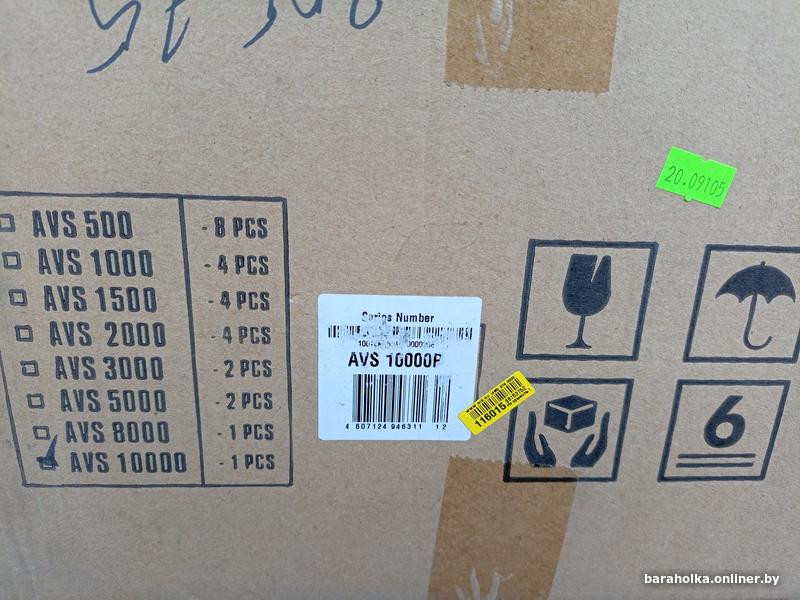 20.09105
AVS 500 - 8 PCS
AVS 1000 - 4 PCS
AVS 1500 - 4 PCS
AVS 2000 - 4 PCS
AVS 3000 - 2 PCS
AVS 5000 - 2 PCS
AVS 8000 - 1 PCS
AVS 10000 - 1 PCS
Series Number
AVS 10000P
4 607124 946311 12
116015
6
baraholka.onliner.by